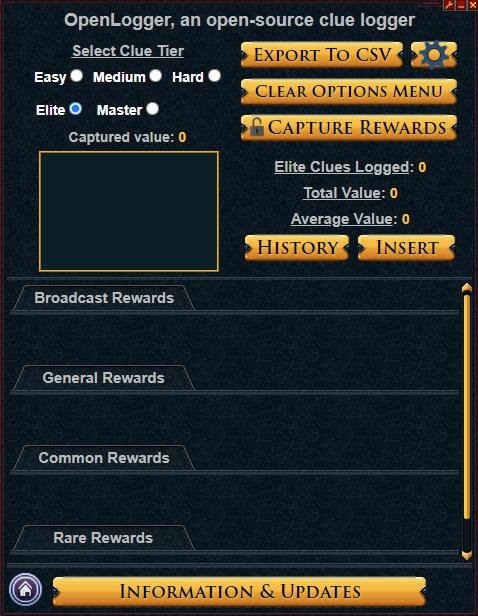 OpenLogger, an open-source clue logger
Select Clue Tier
Easy Medium Hard
Elite Master
Captured value: 0
EXPORT TO CSV
CLEAR OPTIONS MENU
CAPTURE REWARDS
Elite Clues Logged: 0
Total Value: 0
Average Value: 0
HISTORY INSERT
Broadcast Rewards
General Rewards
Common Rewards
Rare Rewards
INFORMATION & UPDATES